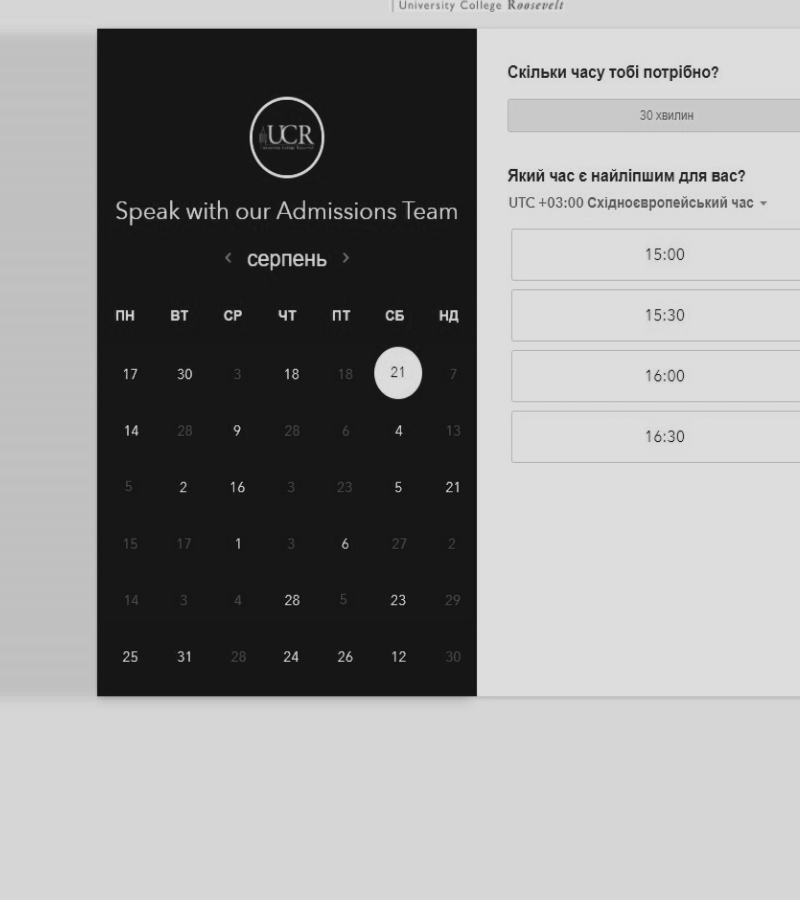 | University College Roosevelt
UCR
Speak with our Admissions Team
‹ серпень ›
ПН ВТ СР ЧТ ПТ СБ НД
17 30 3 18 18 21 7
14 28 9 28 6 4 13
5 2 16 3 23 5 21
15 17 1 3 6 27 2
14 3 4 28 5 23 29
25 31 28 24 26 12 30
Скільки часу тобі потрібно?
30 хвилин
Який час є найліпшим для вас?
UTC +03:00 Східноєвропейський час
15:00
15:30
16:00
16:30